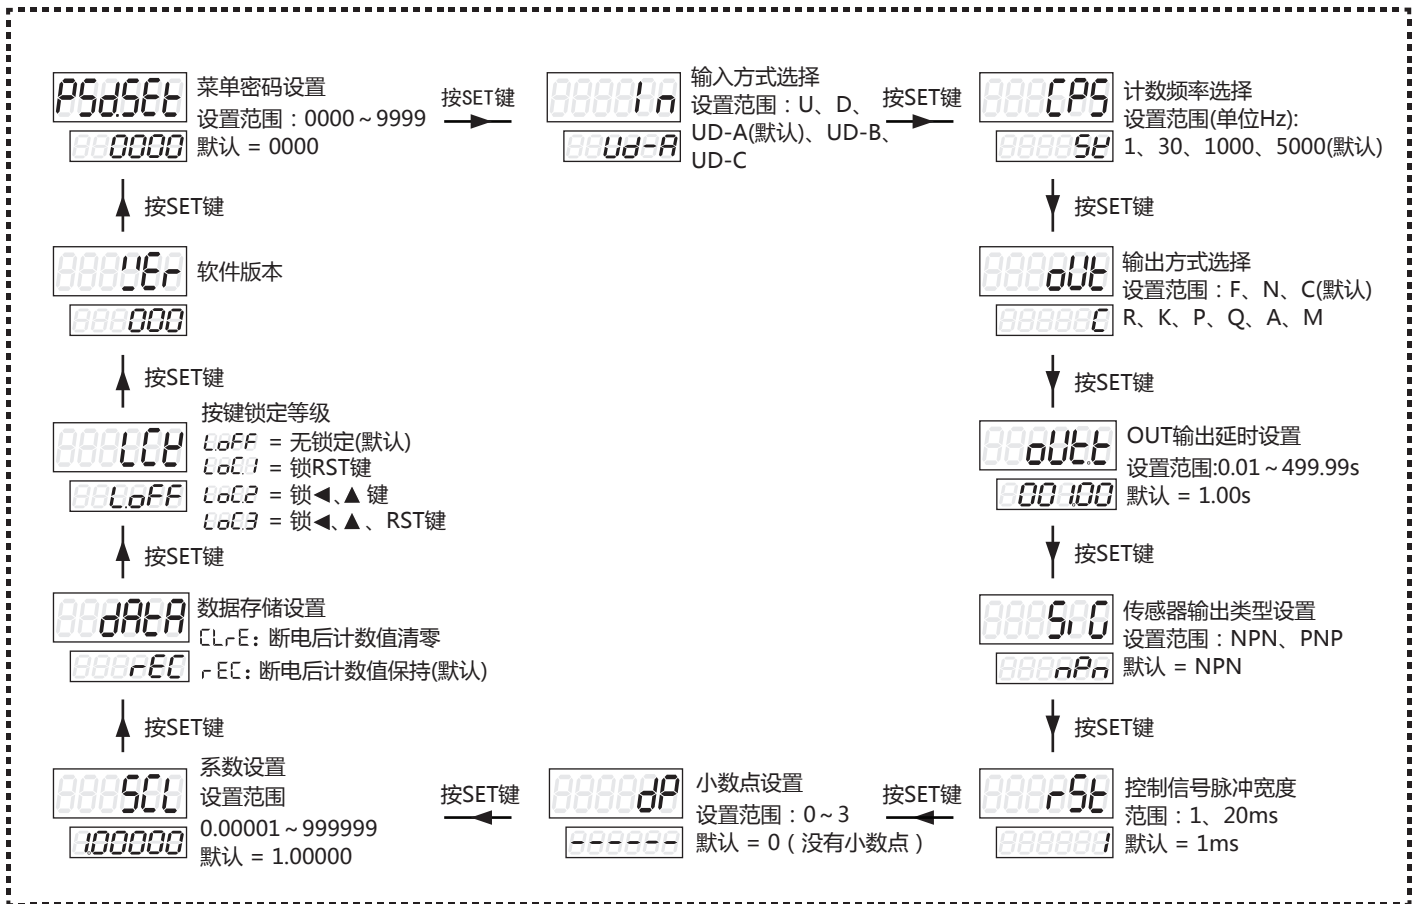 PSd.SEt
菜单密码设置
设置范围：0000～9999
0000
默认 = 0000
按SET键
In
输入方式选择
设置范围：U、D、
Ud-A
UD-A(默认)、UD-B、
UD-C
按SET键
CPS
计数频率选择
设置范围(单位Hz):
5K
1、30、1000、5000(默认)
按SET键
oUt
输出方式选择
设置范围：F、N、C(默认)
C
R、K、P、Q、A、M
按SET键
oUt.t
OUT输出延时设置
设置范围:0.01～499.99s
001.00
默认 = 1.00s
按SET键
SiG
传感器输出类型设置
设置范围：NPN、PNP
nPn
默认 = NPN
按SET键
rSt
控制信号脉冲宽度
范围：1、20ms
1
默认 = 1ms
按SET键
dP
小数点设置
设置范围：0～3
------
默认 = 0（没有小数点）
按SET键
SCL
系数设置
设置范围
0.00001～999999
1.00000
默认 = 1.00000
按SET键
dAtA
数据存储设置
CLrE：断电后计数值清零
rEC
rEC：断电后计数值保持(默认)
按SET键
LCK
按键锁定等级
L.oFF = 无锁定(默认)
LoC.1 = 锁RST键
L.oFF
LoC.2 = 锁◀、▲ 键
LoC.3 = 锁◀、▲ 、RST键
按SET键
VEr
软件版本
000
按SET键